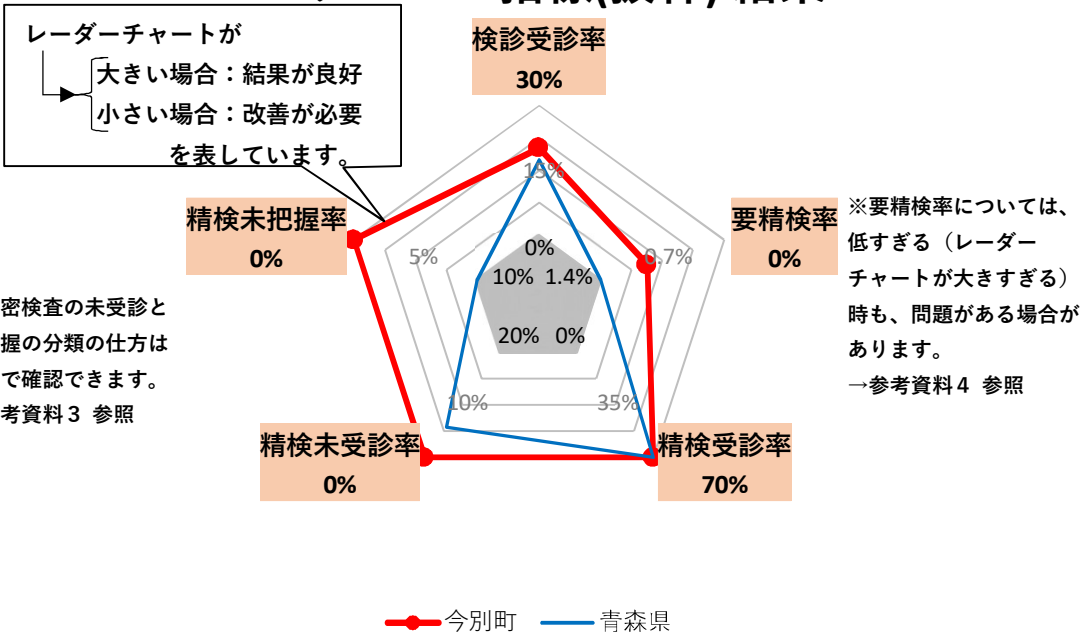 レーダーチャートが
大きい場合：結果が良好
小さい場合：改善が必要
を表しています。
検診受診率
30%
15%
精検未把握率
0%
要精検率
0%
※要精検率については、
低すぎる（レーダー
チャートが大きすぎる）
時も、問題がある場合が
あります。
→参考資料４ 参照
5%
0.7%
0%
10%
1.4%
20%
0%
密検査の未受診と
握の分類の仕方は
で確認できます。
考資料３ 参照
10%
35%
精検未受診率
0%
精検受診率
70%
今別町
青森県